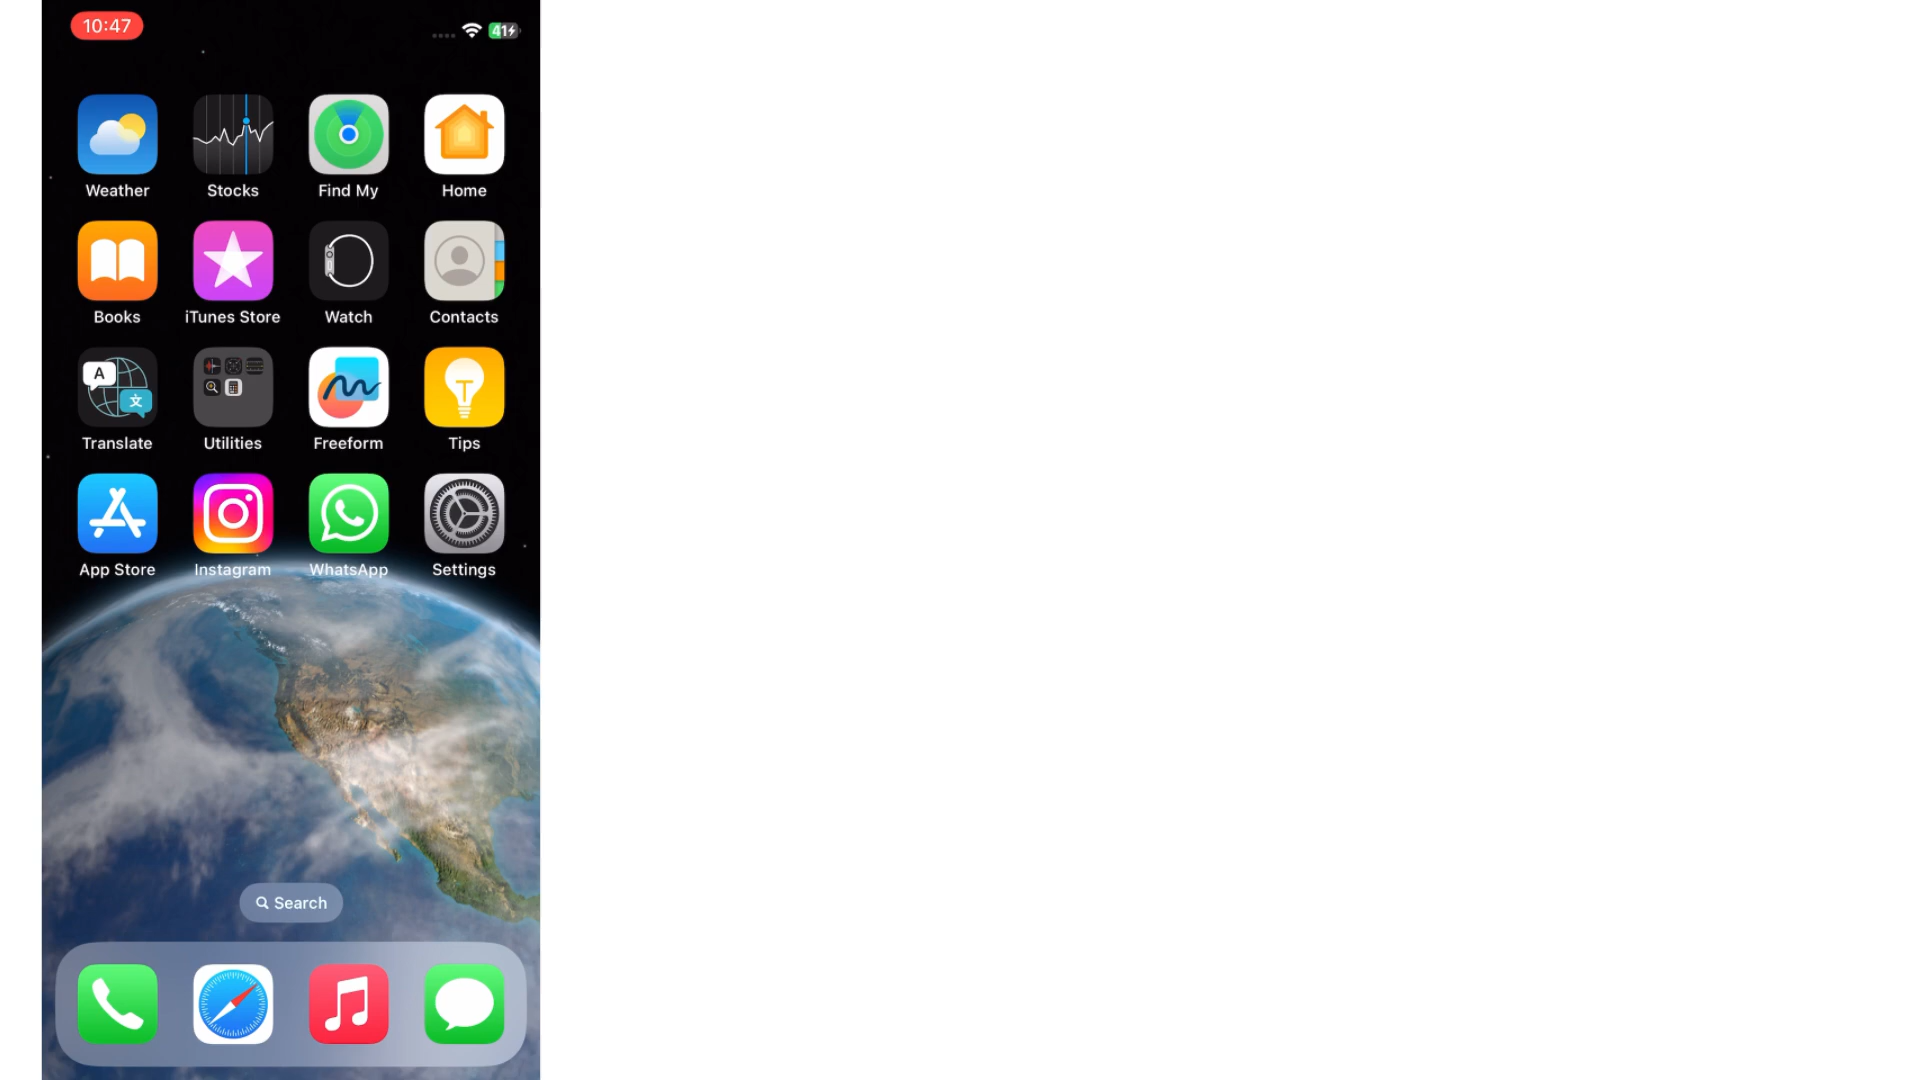 10:47
41
Weather Stocks Find My Home
Books iTunes Store Watch Contacts
A
文
Translate Utilities Freeform Tips
App Store Instagram WhatsApp Settings
Search